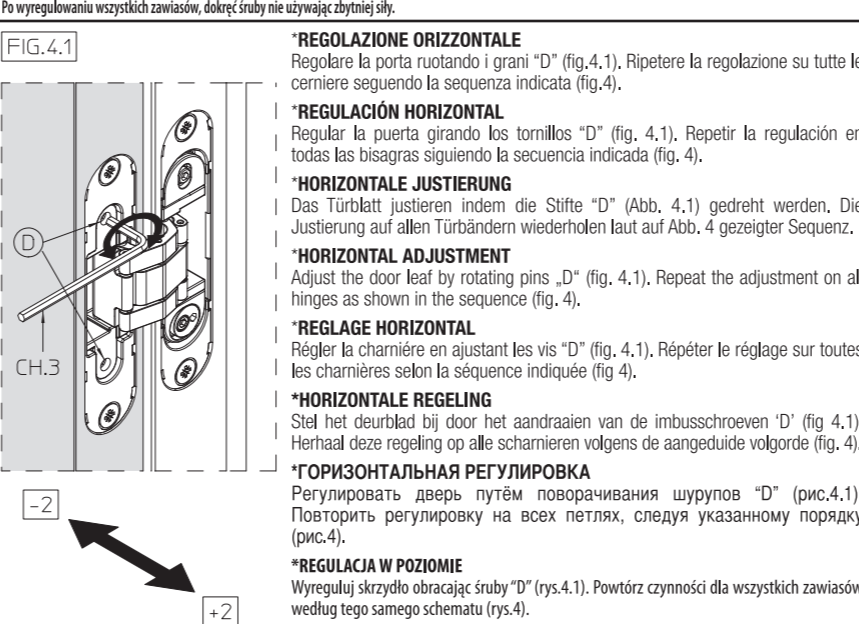 Po wyregulowaniu wszystkich zawiasów, dokręć śruby nie używając zbytniej siły.
FIG.4.1
D
CH.3
-2
+2
*REGOLAZIONE ORIZZONTALE
Regolare la porta ruotando i grani “D” (fig.4.1). Ripetere la regolazione su tutte le
cerniere seguendo la sequenza indicata (fig.4).
*REGULACIÓN HORIZONTAL
Regular la puerta girando los tornillos “D” (fig. 4.1). Repetir la regulación en
todas las bisagras siguiendo la secuencia indicada (fig. 4).
*HORIZONTALE JUSTIERUNG
Das Türblatt justieren indem die Stifte “D” (Abb. 4.1) gedreht werden. Die
Justierung auf allen Türbändern wiederholen laut auf Abb. 4 gezeigter Sequenz.
*HORIZONTAL ADJUSTMENT
Adjust the door leaf by rotating pins „D“ (fig. 4.1). Repeat the adjustment on all
hinges as shown in the sequence (fig. 4).
*REGLAGE HORIZONTAL
Régler la charniére en ajustant les vis “D” (fig. 4.1). Répéter le réglage sur toutes
les charnières selon la séquence indiquée (fig 4).
*HORIZONTALE REGELING
Stel het deurblad bij door het aandraaien van de imbusschroeven ‘D’ (fig 4.1)
Herhaal deze regeling op alle scharnieren volgens de aangeduide volgorde (fig. 4).
*ГОРИЗОНТАЛЬНАЯ РЕГУЛИРОВКА
Регулировать дверь путём поворачивания шурупов “D” (рис.4.1)
Повторить регулировку на всех петлях, следуя указанному порядку
(рис.4).
*REGULACJA W POZIOMIE
Wyreguluj skrzydło obracając śruby “D” (rys.4.1). Powtórz czynności dla wszystkich zawiasów
według tego samego schematu (rys.4).